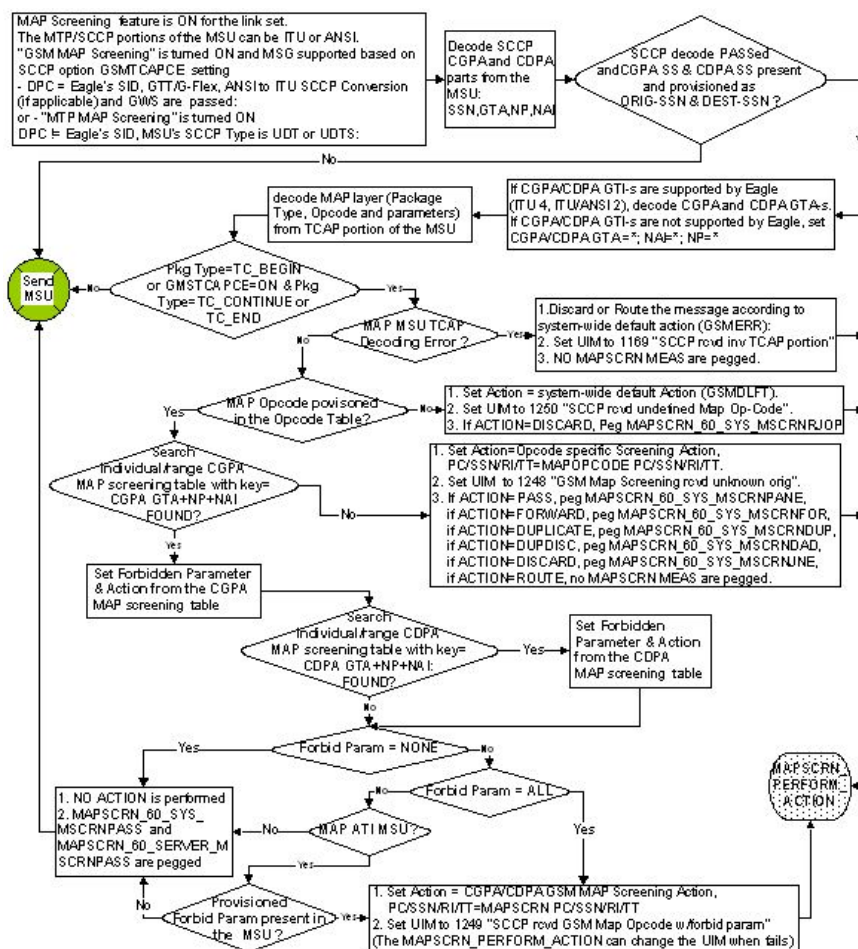 MAP Screening feature is ON for the link set.
The MTP/SCCP portions of the MSU can be ITU or ANSI.
"GSM MAP Screening" is turned ON and MSG supported based on
SCCP option GSMTCAPCE setting
- DPC = Eagle's SID, GTT/G-Flex, ANSI to ITU SCCP Conversion
(if applicable) and GWS are passed:
or - "MTP MAP Screening" is turned ON
DPC != Eagle's SID, MSU's SCCP Type is UDT or UDTS:
Decode SCCP
CGPA and CDPA
parts from the
MSU:
SSN,GTA,NP,NAI
SCCP decode PASSed
and CGPA SS & CDPA SS present
and provisioned as
ORIG-SSN & DEST-SSN ?
No
If CGPA/CDPA GTI-s are supported by Eagle
(ITU 4, ITU/ANSI 2), decode CGPA and CDPA GTA-s.
If CGPA/CDPA GTI-s are not supported by Eagle, set
CGPA/CDPA GTA=*; NAI=*; NP=*
decode MAP layer (Package
Type, Opcode and parameters)
from TCAP portion of the MSU
Send
MSU
No
Pkg Type=TC_BEGIN
or GMSTCAPCE=ON & Pkg
Type=TC_CONTINUE or
TC_END
Yes
MAP MSU TCAP
Decoding Error ?
Yes
1.Discard or Route the message according to
system-wide default action (GSMERR):
2. Set UIM to 1169 "SCCP rcvd inv TCAP portion"
3. NO MAPSCRN MEAS are pegged.
No
MAP Opcode povisoned
in the Opcode Table?
Yes
No
1. Set Action = system-wide default Action (GSMDLFT).
2. Set UIM to 1250 "SCCP rcvd undefined Map Op-Code".
3. If ACTION=DISCARD, Peg MAPSCRN_60_SYS_MSCRNRJOP
Search
Individual/range CGPA
MAP screening table with key=
CGPA GTA+NP+NAI
FOUND?
No
1. Set Action=Opcode specific Screening Action,
PC/SSN/RI/TT=MAPOPCODE PC/SSN/RI/TT.
2. Set UIM to 1248 "GSM Map Screening rcvd unknown orig".
3. If ACTION=PASS, peg MAPSCRN_60_SYS_MSCRNPANE,
if ACTION=FORWARD, peg MAPSCRN_60_SYS_MSCRNFOR,
if ACTION=DUPLICATE, peg MAPSCRN_60_SYS_MSCRNDUP,
if ACTION=DUPDISC, peg MAPSCRN_60_SYS_MSCRNDAD,
if ACTION=DISCARD, peg MAPSCRN_60_SYS_MSCRNJNE,
if ACTION=ROUTE, no MAPSCRN MEAS are pegged.
Yes
Set Forbidden Parameter
& Action from the CGPA
MAP screening table
Search
Individual/range CDPA
MAP screening table with key=
CDPA GTA+NP+NAI:
FOUND?
Yes
Set Forbidden
Parameter & Action
from the CDPA
MAP screening table
No
Forbid Param = NONE
Yes
No
Forbid Param = ALL
No
Yes
MAPSCRN_
PERFORM_
ACTION
1. NO ACTION is performed
2. MAPSCRN_60_SYS_
MSCRNPASS and
MAPSCRN_60_SERVER_M
SCRNPASS are pegged
No
MAP ATI MSU?
Yes
No
Provisioned
Forbid Param present in
the MSU?
Yes
1. Set Action = CGPA/CDPA GSM MAP Screening Action,
PC/SSN/RI/TT=MAPSCRN PC/SSN/RI/TT
2. Set UIM to 1249 "SCCP rcvd GSM Map Opcode w/forbid param"
(The MAPSCRN_PERFORM_ACTION can change the UIM when fails)